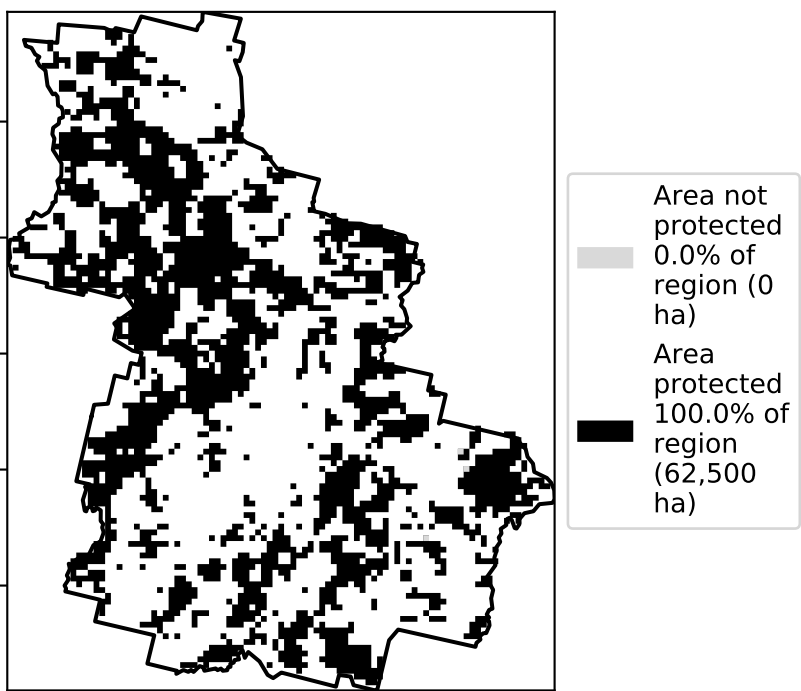 Area not
protected
0.0% of
region (0
ha)
Area
protected
100.0% of
region
(62,500
ha)